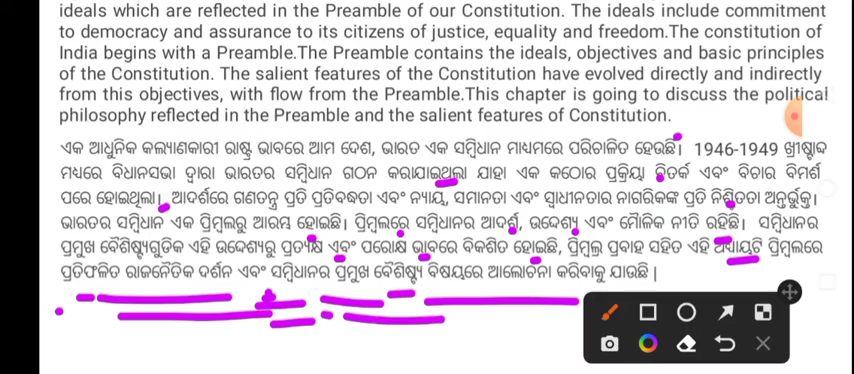 ideals which are reflected in the Preamble of our Constitution. The ideals include commitment
to democracy and assurance to its citizens of justice, equality and freedom.The constitution of
India begins with a Preamble.The Preamble contains the ideals, objectives and basic principles
of the Constitution. The salient features of the Constitution have evolved directly and indirectly
from this objectives, with flow from the Preamble.This chapter is going to discuss the political
philosophy reflected in the Preamble and the salient features of Constitution.
ଏକ ଆଧୁନିକ କଲ୍ୟାଣକାରୀ ରାଷ୍ଟ୍ର ଭାବରେ ଆମ ଦେଶ, ଭାରତ ଏକ ସମ୍ବିଧାନ ମାଧ୍ୟମରେ ପରିଚାଳିତ ହେଉଛି। 1946-1949 ଖ୍ରୀଷ୍ଟାବ୍ଦ
ମଧ୍ୟରେ ବିଧାନସଭା ଦ୍ୱାରା ଭାରତର ସମ୍ବିଧାନ ଗଠନ କରାଯାଇଥିଲା ଯାହା ଏକ କଠୋର ପ୍ରକ୍ରିୟା ବିତର୍କ ଏବଂ ବିଚାର ବିମର୍ଶ
ପରେ ହୋଇଥିଲା। ଆଦର୍ଶରେ ଗଣତନ୍ତ୍ର ପ୍ରତି ପ୍ରତିବଦ୍ଧତା ଏବଂ ନ୍ୟାୟ, ସମାନତା ଏବଂ ସ୍ୱାଧୀନତାର ନାଗରିକଙ୍କ ପ୍ରତି ନିଶ୍ଚିତତା ଅନ୍ତର୍ଭୁକ୍ତ।
ଭାରତର ସମ୍ବିଧାନ ଏକ ପ୍ରିମ୍ବଲରୁ ଆରମ୍ଭ ହୋଇଛି। ପ୍ରିମ୍ବଲରେ ସମ୍ବିଧାନର ଆଦର୍ଶ, ଉଦ୍ଦେଶ୍ୟ ଏବଂ ମୌଳିକ ନୀତି ରହିଛି। ସମ୍ବିଧାନର
ପ୍ରମୁଖ ବୈଶିଷ୍ଟ୍ୟଗୁଡିକ ଏହି ଉଦ୍ଦେଶ୍ୟରୁ ପ୍ରତ୍ୟକ୍ଷ ଏବଂ ପରୋକ୍ଷ ଭାବରେ ବିକଶିତ ହୋଇଛି, ପ୍ରିମ୍ବଲ୍ର ପ୍ରବାହ ସହିତ ଏହି ଅଧ୍ୟାୟଟି ପ୍ରିମ୍ବଲରେ
ପ୍ରତିଫଳିତ ରାଜନୈତିକ ଦର୍ଶନ ଏବଂ ସମ୍ବିଧାନର ପ୍ରମୁଖ ବୈଶିଷ୍ଟ୍ୟ ବିଷୟରେ ଆଲୋଚନା କରିବାକୁ ଯାଉଛି |